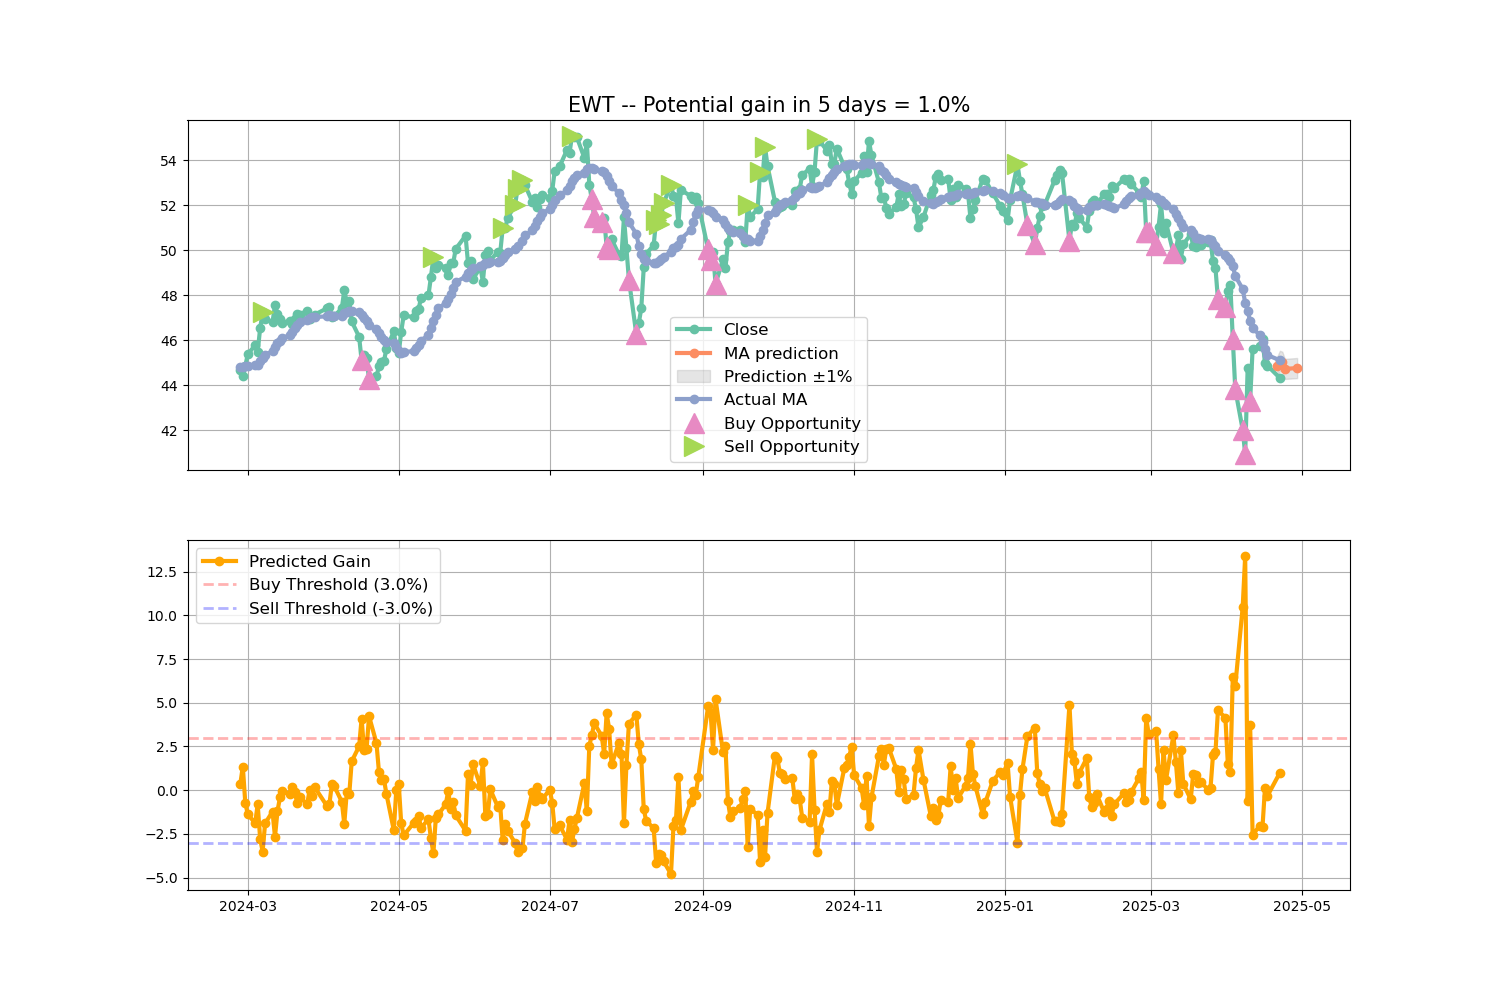 EWT -- Potential gain in 5 days = 1.0%
54
52
50
48
46
44
42
Close
MA prediction
Prediction ±1%
Actual MA
Buy Opportunity
Sell Opportunity
12.5
10.0
7.5
5.0
2.5
0.0
−2.5
−5.0
Predicted Gain
Buy Threshold (3.0%)
Sell Threshold (-3.0%)
2024-03
2024-05
2024-07
2024-09
2024-11
2025-01
2025-03
2025-05